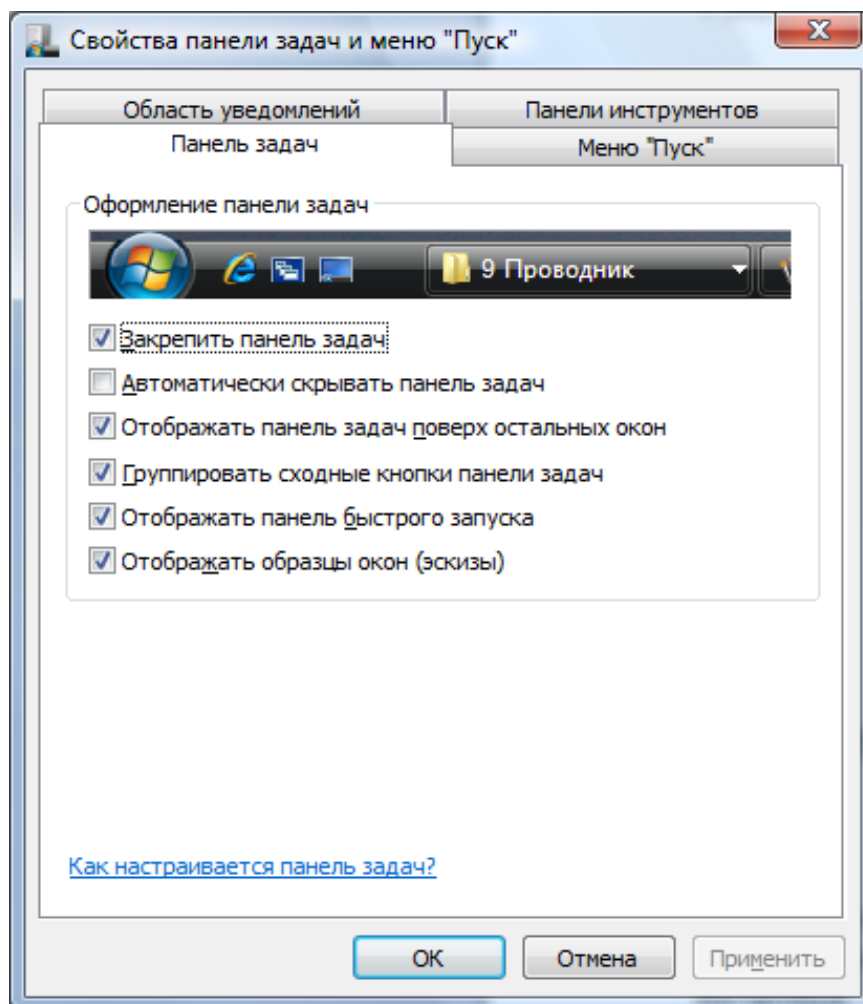 Свойства панели задач и меню "Пуск"
Область уведомлений
Панели инструментов
Панель задач
Меню "Пуск"
Оформление панели задач
9 Проводник
Закрепить панель задач
Автоматически скрывать панель задач
Отображать панель задач поверх остальных окон
Группировать сходные кнопки панели задач
Отображать панель быстрого запуска
Отображать образцы окон (эскизы)
Как настраивается панель задач?
ОК
Отмена
Применить